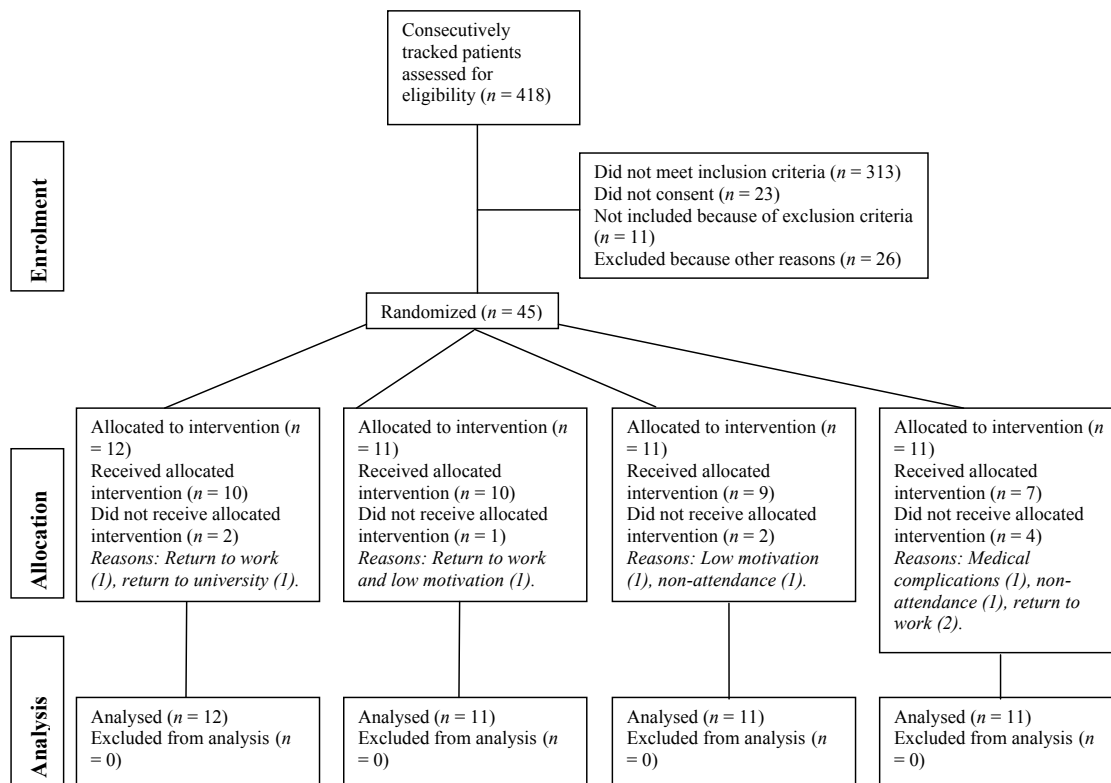 Consecutively
tracked patients
assessed for
eligibility (n = 418)
Enrolment
Did not meet inclusion criteria (n = 313)
Did not consent (n = 23)
Not included because of exclusion criteria
(n = 11)
Excluded because other reasons (n = 26)
Randomized (n = 45)
Allocation
Allocated to intervention (n
= 12)
Received allocated
intervention (n = 10)
Did not receive allocated
intervention (n = 2)
Reasons: Return to work
(1), return to university (1).
Allocated to intervention (n
= 11)
Received allocated
intervention (n = 10)
Did not receive allocated
intervention (n = 1)
Reasons: Return to work
and low motivation (1).
Allocated to intervention (n
= 11)
Received allocated
intervention (n = 9)
Did not receive allocated
intervention (n = 2)
Reasons: Low motivation
(1), non-attendance (1).
Allocated to intervention (n
= 11)
Received allocated
intervention (n = 7)
Did not receive allocated
intervention (n = 4)
Reasons: Medical
complications (1), non-
attendance (1), return to
work (2).
Analysis
Analysed (n = 12)
Excluded from analysis (n
= 0)
Analysed (n = 11)
Excluded from analysis (n
= 0)
Analysed (n = 11)
Excluded from analysis (n
= 0)
Analysed (n = 11)
Excluded from analysis (n
= 0)